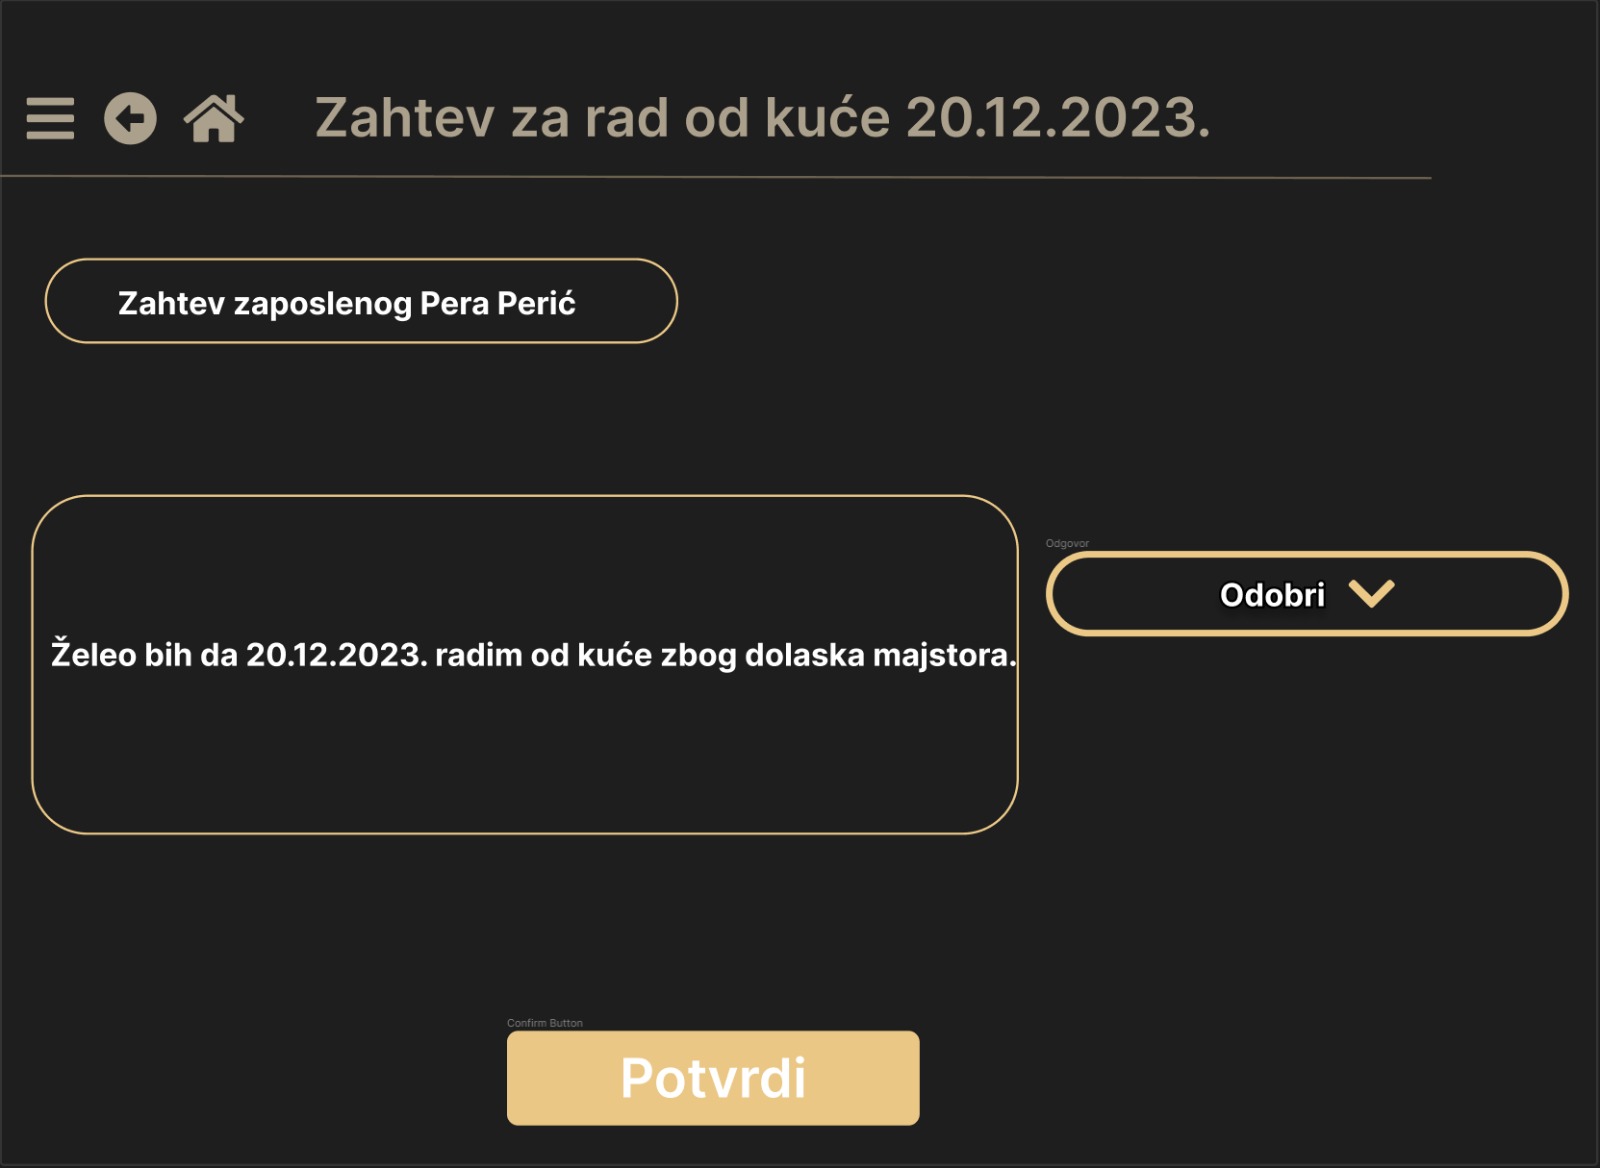 Zahtev za rad od kuće 20.12.2023.
Zahtev zaposlenog Pera Perić
Odgovor
Odobri
Želeo bih da 20.12.2023. radim od kuće zbog dolaska majstora.
Confirm Button
Potvrdi